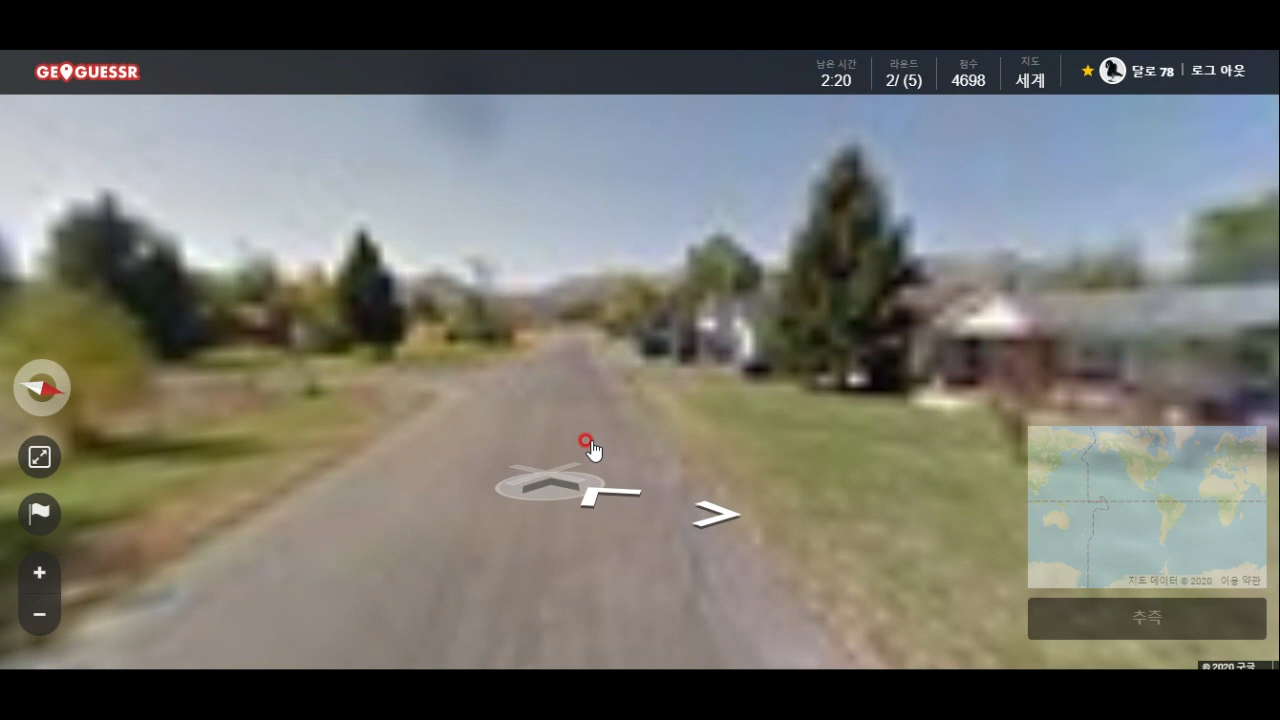 GEOGUESSR
남은 시간
2:20
라운드
2/ (5)
점수
4698
지도
세계
달로 78
로그 아웃
지도 데이터 © 2020 이용 약관
추측
© 2020 구글